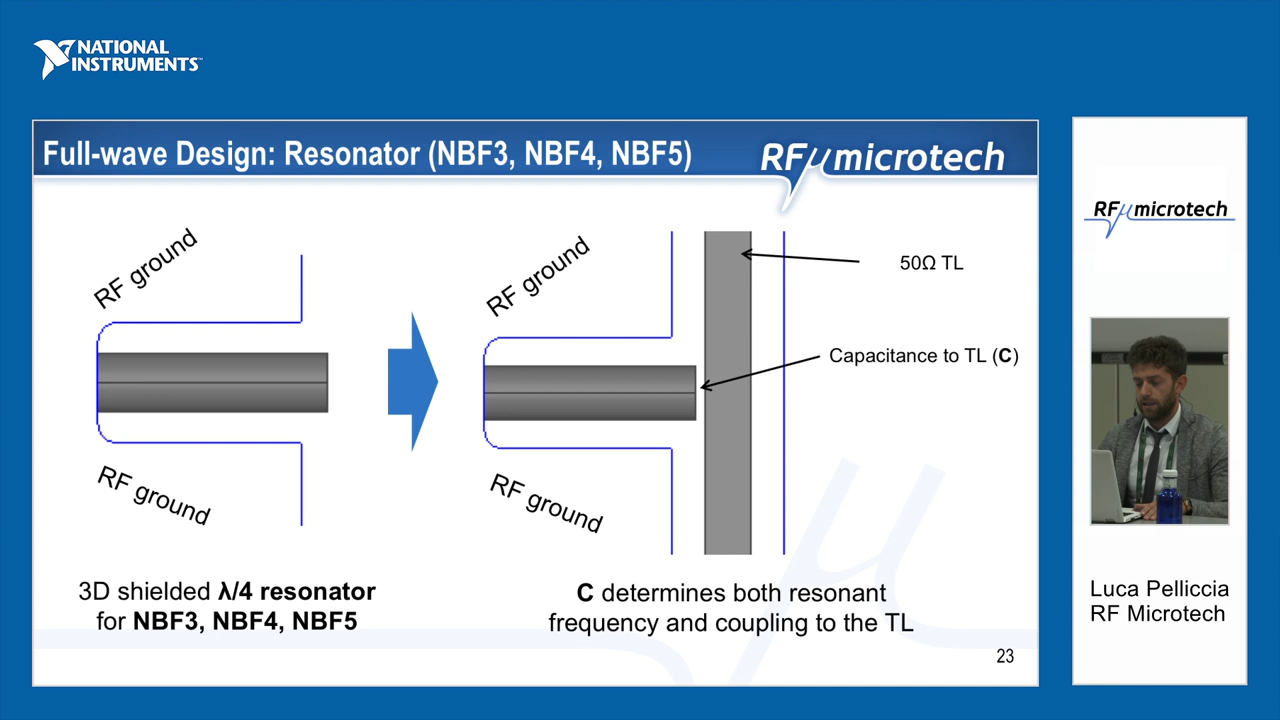 NATIONAL
INSTRUMENTS™
Full-wave Design: Resonator (NBF3, NBF4, NBF5)
RFμmicrotech
RF ground
RF ground
RF ground
RF ground
50Ω TL
Capacitance to TL (C)
3D shielded λ/4 resonator
for NBF3, NBF4, NBF5
C determines both resonant
frequency and coupling to the TL
23
RFμmicrotech
Luca Pelliccia
RF Microtech